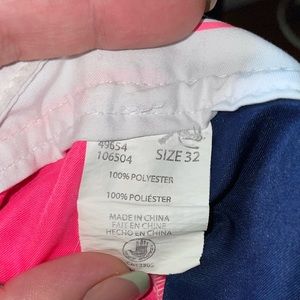 49654
106504
SIZE 32
100% POLYESTER
100% POLIÉSTER
MADE IN CHINA
FAIT EN CHINE
HECHO EN CHINA